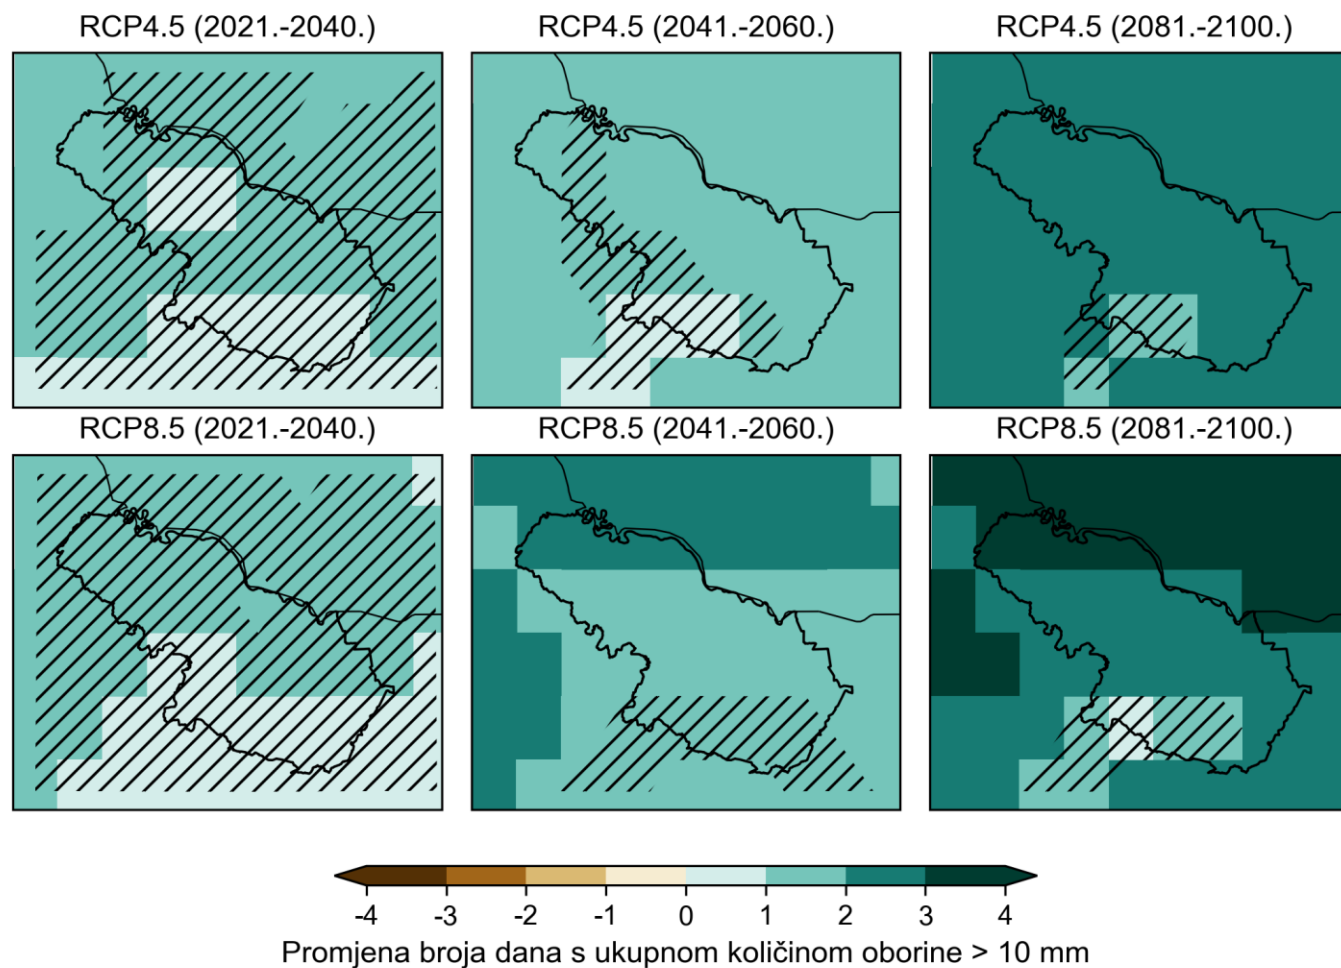 RCP4.5 (2021.-2040.) RCP4.5 (2041.-2060.) RCP4.5 (2081.-2100.)
RCP8.5 (2021.-2040.) RCP8.5 (2041.-2060.) RCP8.5 (2081.-2100.)
-4 -3 -2 -1 0 1 2 3 4
Promjena broja dana s ukupnom količinom oborine > 10 mm